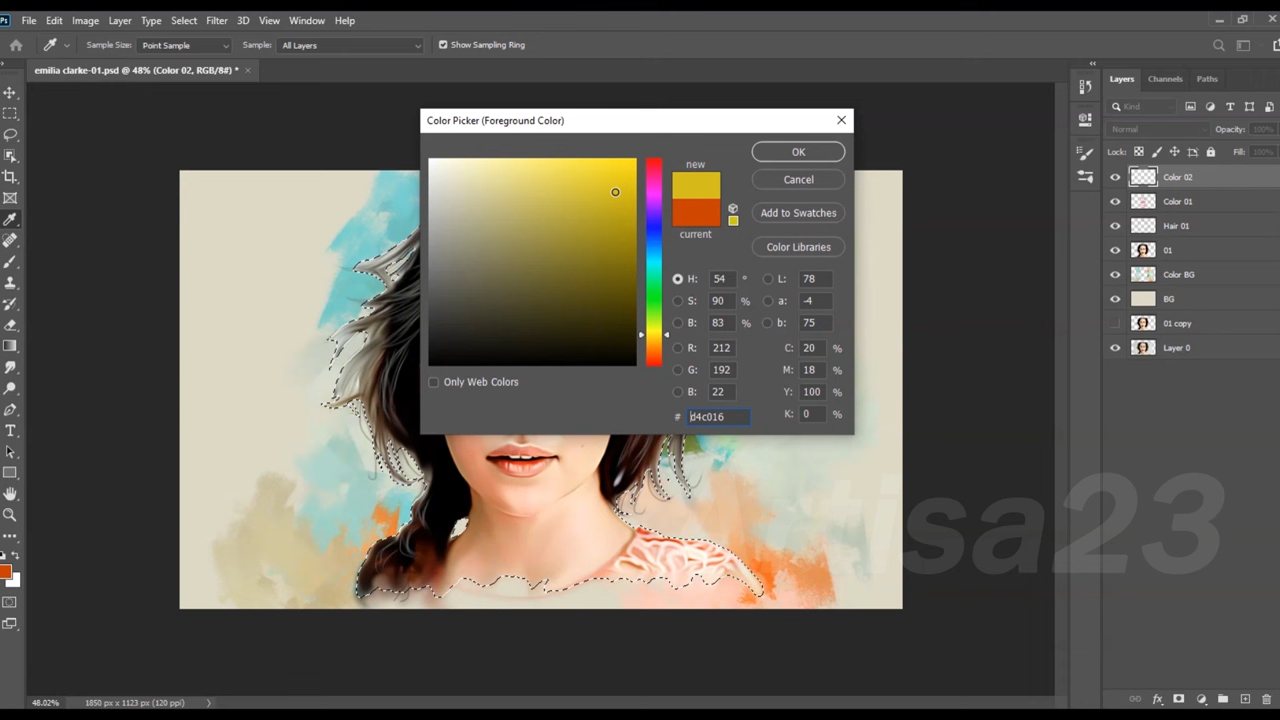 Ps File Edit Image Layer Type Select Filter 3D View Window Help
Sample Size: Point Sample Sample: All Layers Show Sampling Ring
emilia clarke-01.psd @ 48% (Color 02, RGB/8#) * ×
Color Picker (Foreground Color)
new
current
OK
Cancel
Add to Swatches
Color Libraries
H: 54 ° L: 78
S: 90 % a: -4
B: 83 % b: 75
R: 212 C: 20 %
G: 192 M: 18 %
B: 22 Y: 100 %
# d4c016 K: 0 %
Only Web Colors
Layers Channels Paths
Kind
Normal Opacity: 100%
Lock: Fill: 100%
Color 02
Color 01
Hair 01
01
Color BG
BG
01 copy
Layer 0
isa23
48.02% 1850 px x 1123 px (120 ppi)